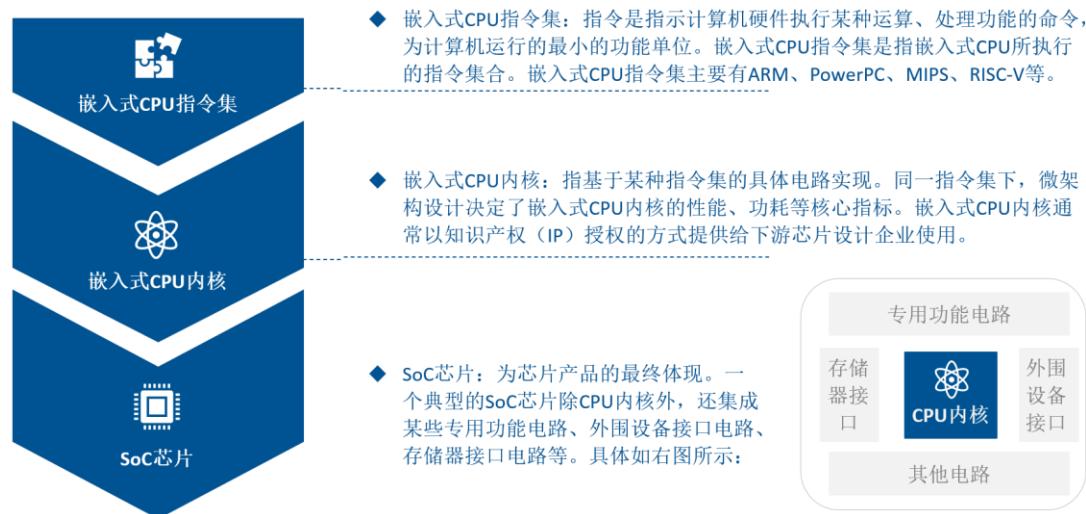 嵌入式CPU指令集
◆ 嵌入式CPU指令集：指令是指示计算机硬件执行某种运算、处理功能的命令，
为计算机运行的最小的功能单位。嵌入式CPU指令集是指嵌入式CPU所执行
的指令集合。嵌入式CPU指令集主要有ARM、PowerPC、MIPS、RISC-V等。
嵌入式CPU内核
◆ 嵌入式CPU内核：指基于某种指令集的具体电路实现。同一指令集下，微架
构设计决定了嵌入式CPU内核的性能、功耗等核心指标。嵌入式CPU内核通
常以知识产权（IP）授权的方式提供给下游芯片设计企业使用。
SoC芯片
◆ SoC芯片：为芯片产品的最终体现。一
个典型的SoC芯片除CPU内核外，还集成
某些专用功能电路、外围设备接口电路、
存储器接口电路等。具体如右图所示：
专用功能电路
存储
器接
口
CPU内核
外围
设备
接口
其他电路